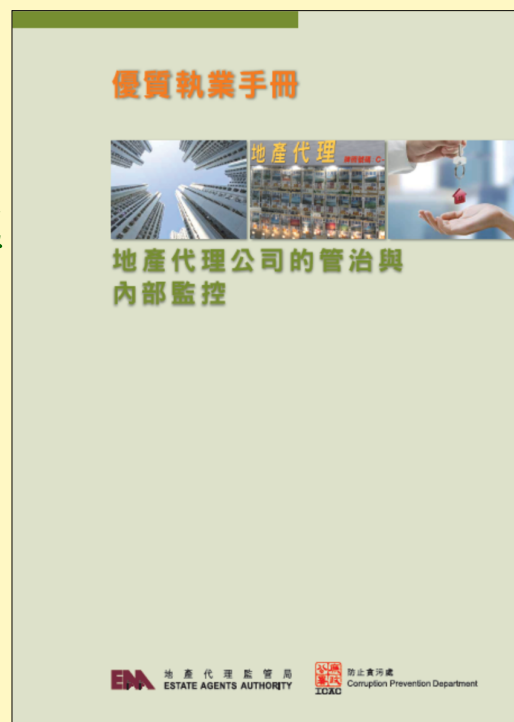 優質執業手冊
地產代理
地產代理公司的管治與
內部監控
地產代理監管局
ESTATE AGENTS AUTHORITY
防止貪污處
Corruption Prevention Department
ICAC